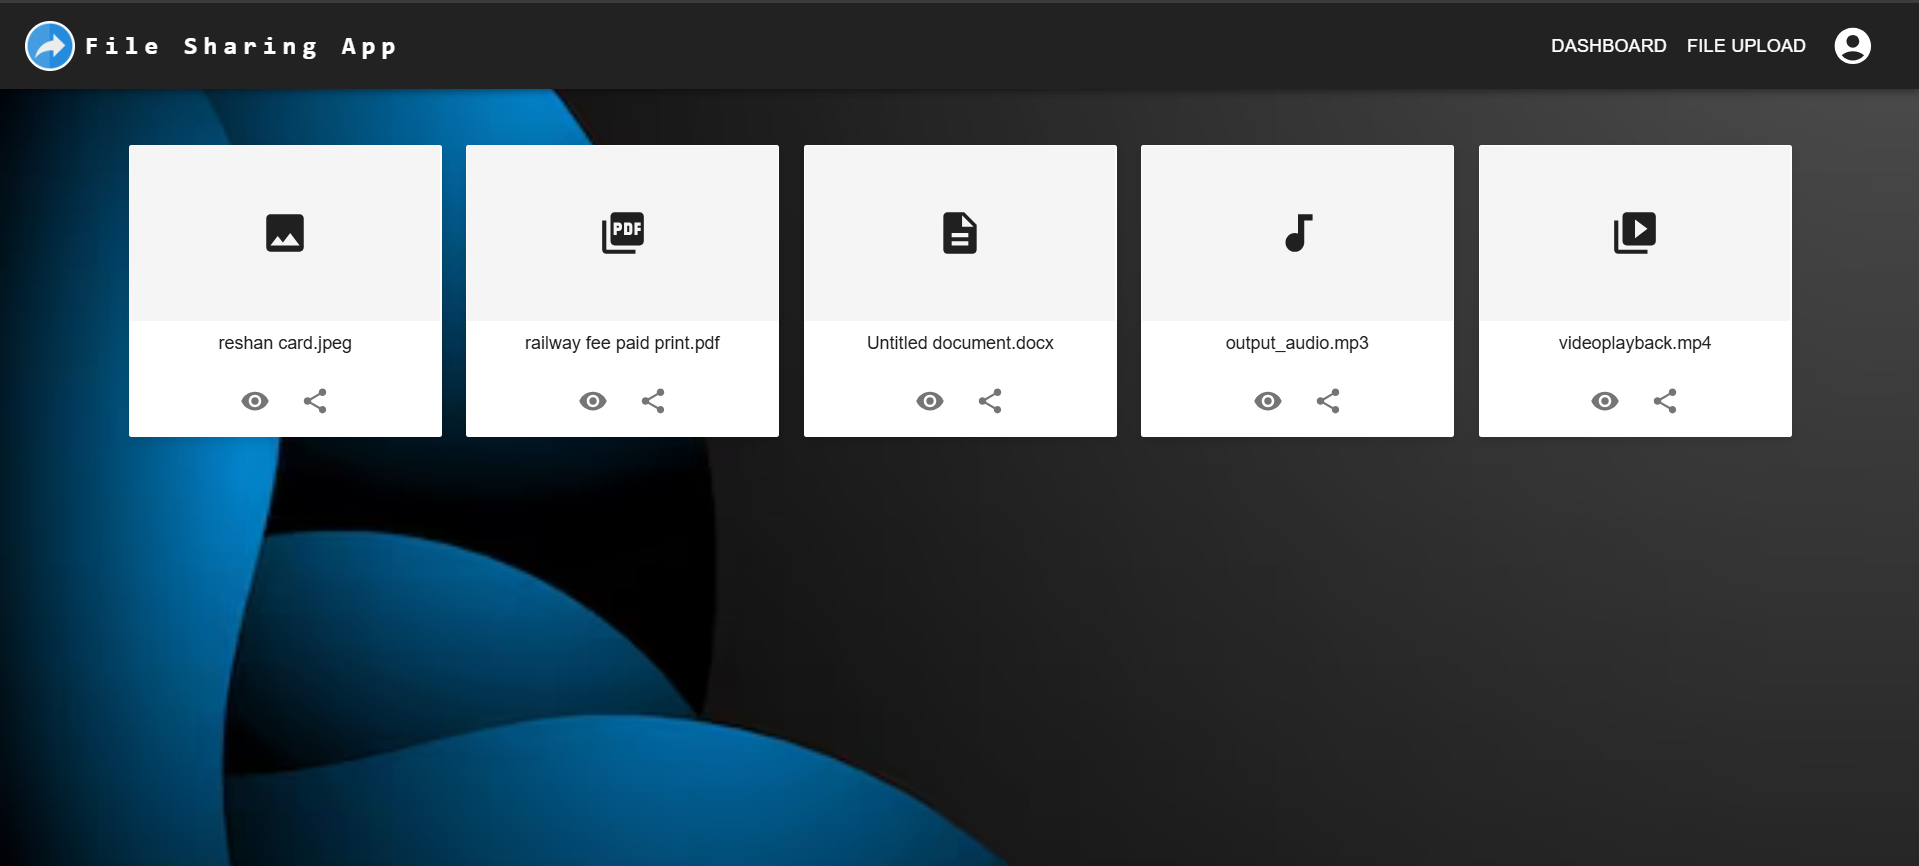 File Sharing App
DASHBOARD FILE UPLOAD
PDF
reshan card.jpeg
railway fee paid print.pdf
Untitled document.docx
output_audio.mp3
videoplayback.mp4